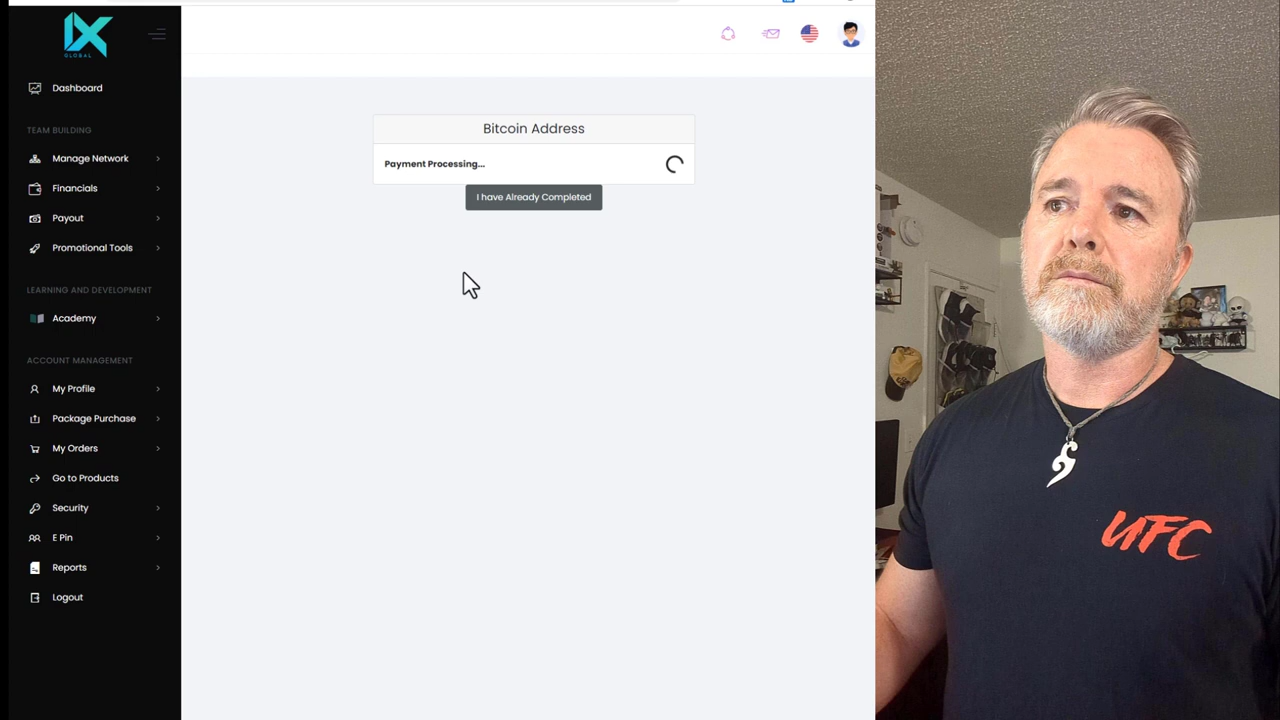 IX
GLOBAL
Dashboard
TEAM BUILDING
Manage Network
Financials
Payout
Promotional Tools
LEARNING AND DEVELOPMENT
Academy
ACCOUNT MANAGEMENT
My Profile
Package Purchase
My Orders
Go to Products
Security
E Pin
Reports
Logout
Bitcoin Address
Payment Processing...
I have Already Completed
UFC